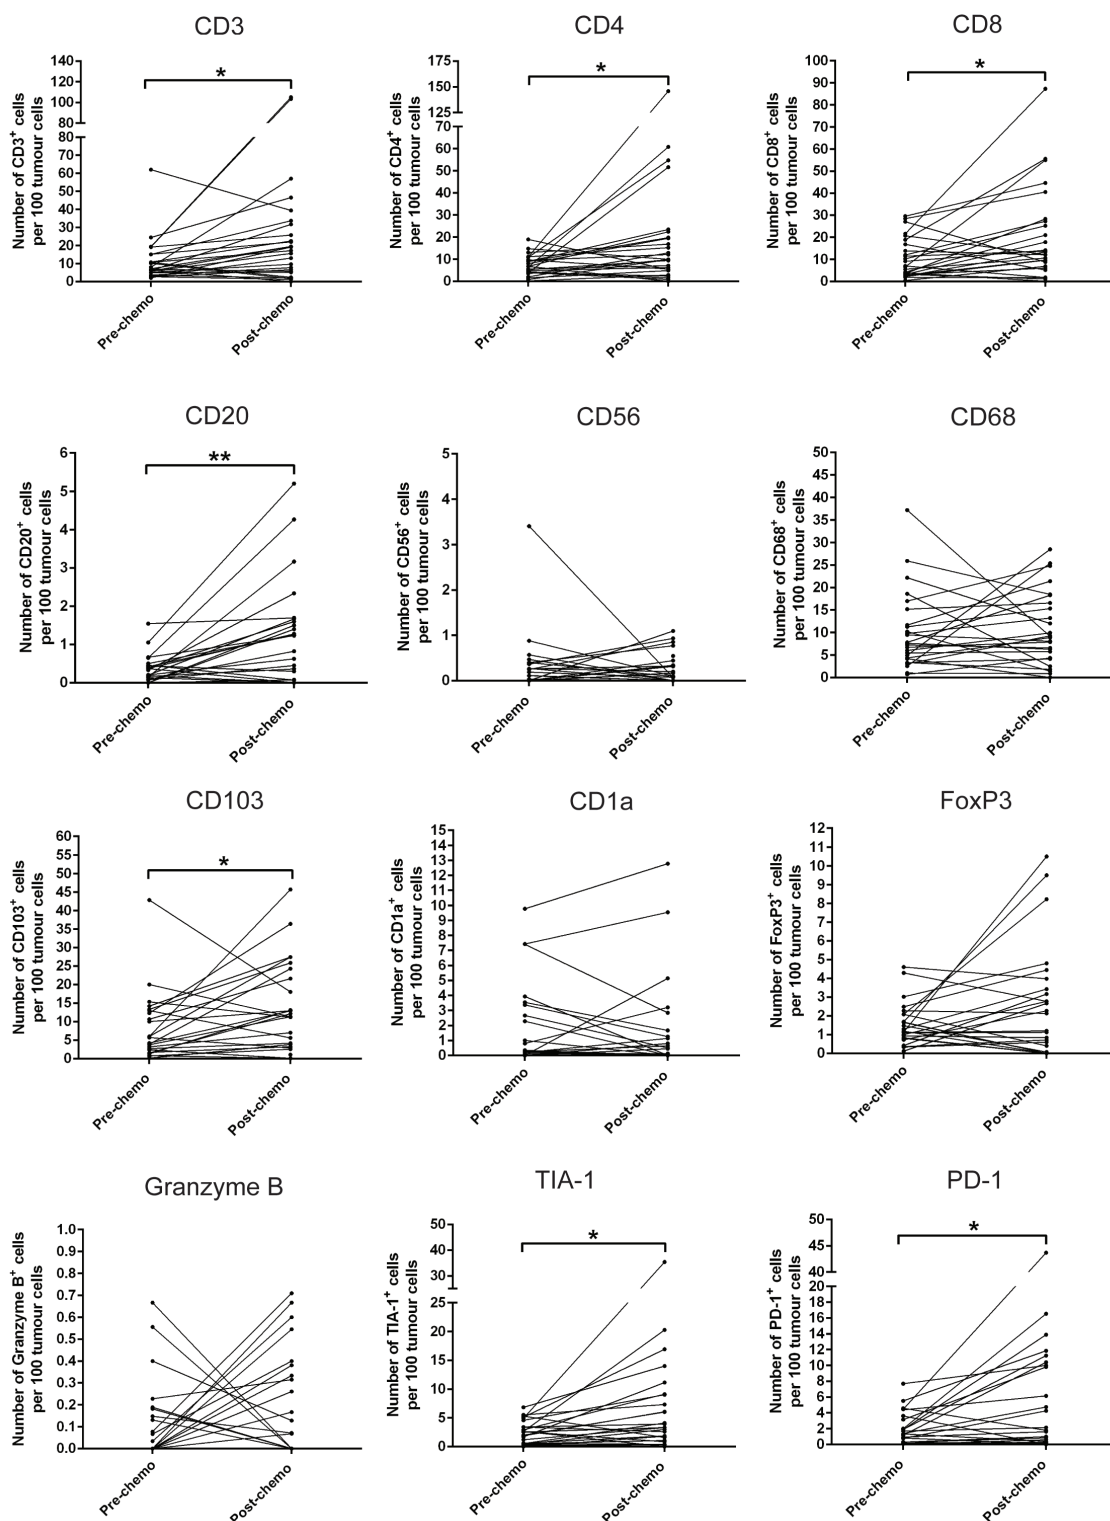 CD3
CD4
CD8
*
*
*
Number of CD3⁺ cells
per 100 tumour cells
140
120
100
80
80
70
60
50
40
30
20
10
0
Pre-chemo
Post-chemo
Number of CD4⁺ cells
per 100 tumour cells
175
150
125
70
60
50
40
30
20
10
0
Pre-chemo
Post-chemo
Number of CD8⁺ cells
per 100 tumour cells
100
90
80
70
60
50
40
30
20
10
0
Pre-chemo
Post-chemo
CD20
CD56
CD68
**
Number of CD20⁺ cells
per 100 tumour cells
6
5
4
3
2
1
0
Pre-chemo
Post-chemo
Number of CD56⁺ cells
per 100 tumour cells
5
4
3
2
1
0
Pre-chemo
Post-chemo
Number of CD68⁺ cells
per 100 tumour cells
50
45
40
35
30
25
20
15
10
5
0
Pre-chemo
Post-chemo
CD103
CD1a
FoxP3
*
Number of CD103⁺ cells
per 100 tumour cells
60
55
50
45
40
35
30
25
20
15
10
5
0
Pre-chemo
Post-chemo
Number of CD1a⁺ cells
per 100 tumour cells
15
14
13
12
11
10
9
8
7
6
5
4
3
2
1
0
Pre-chemo
Post-chemo
Number of FoxP3⁺ cells
per 100 tumour cells
12
11
10
9
8
7
6
5
4
3
2
1
0
Pre-chemo
Post-chemo
Granzyme B
TIA-1
PD-1
*
*
Number of Granzyme B⁺ cells
per 100 tumour cells
1.0
0.9
0.8
0.7
0.6
0.5
0.4
0.3
0.2
0.1
0.0
Pre-chemo
Post-chemo
Number of TIA-1⁺ cells
per 100 tumour cells
50
40
30
25
20
15
10
5
0
Pre-chemo
Post-chemo
Number of PD-1⁺ cells
per 100 tumour cells
50
45
40
20
18
16
14
12
10
8
6
4
2
0
Pre-chemo
Post-chemo